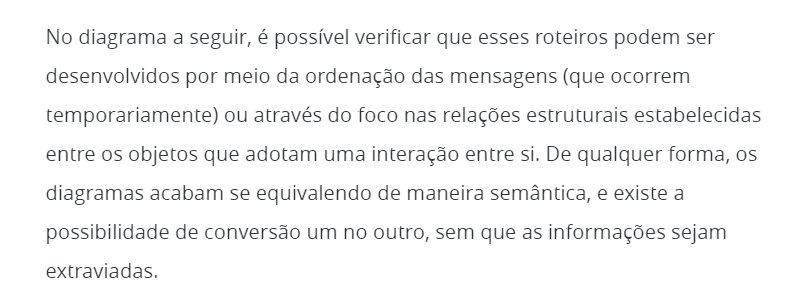 No diagrama a seguir, é possível verificar que esses roteiros podem ser
desenvolvidos por meio da ordenação das mensagens (que ocorrem
temporariamente) ou através do foco nas relações estruturais estabelecidas
entre os objetos que adotam uma interação entre si. De qualquer forma, os
diagramas acabam se equivalendo de maneira semântica, e existe a
possibilidade de conversão um no outro, sem que as informações sejam
extraviadas.